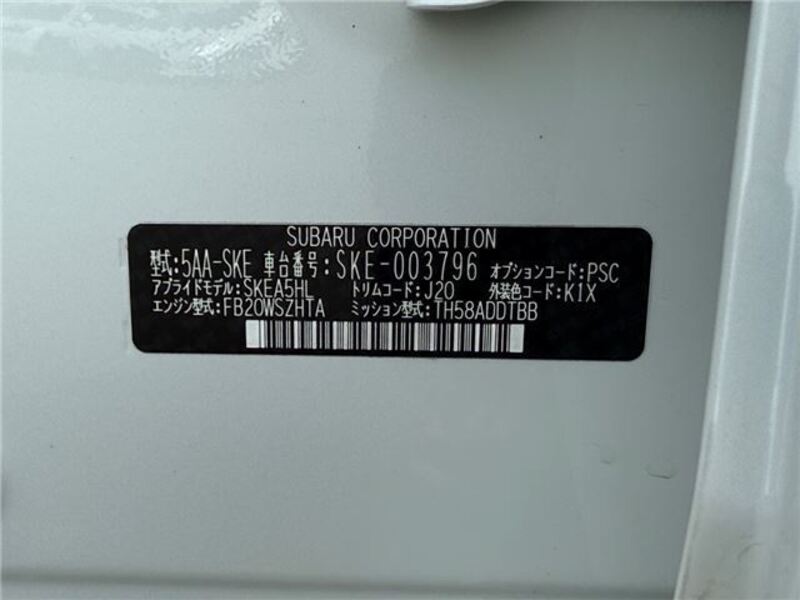 SUBARU CORPORATION
型式:5AA-SKE 車台番号:SKE-003796 オプションコード:PSC
アプライドモデル:SKEA5HL トリムコード:J20 外装色コード:K1X
エンジン型式:FB20WSZHTA ミッション型式:TH58ADDTBB